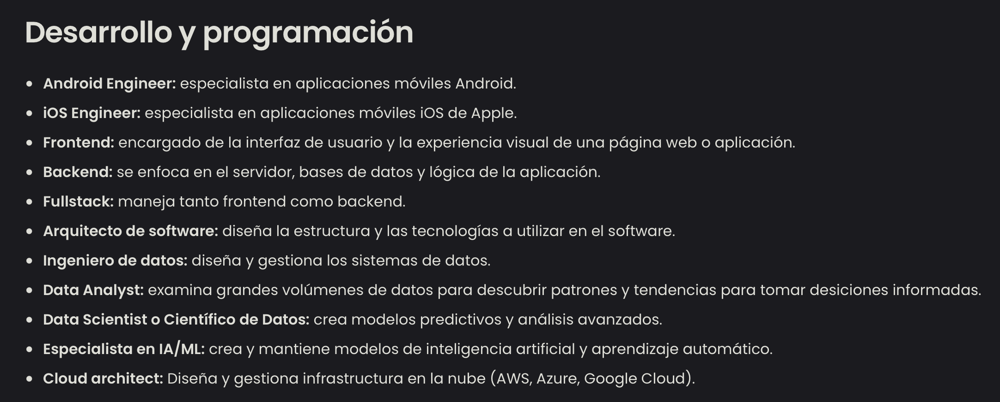 Desarrollo y programación
• Android Engineer: especialista en aplicaciones móviles Android.
• iOS Engineer: especialista en aplicaciones móviles iOS de Apple.
• Frontend: encargado de la interfaz de usuario y la experiencia visual de una página web o aplicación.
• Backend: se enfoca en el servidor, bases de datos y lógica de la aplicación.
• Fullstack: maneja tanto frontend como backend.
• Arquitecto de software: diseña la estructura y las tecnologías a utilizar en el software.
• Ingeniero de datos: diseña y gestiona los sistemas de datos.
• Data Analyst: examina grandes volúmenes de datos para descubrir patrones y tendencias para tomar desiciones informadas.
• Data Scientist o Científico de Datos: crea modelos predictivos y análisis avanzados.
• Especialista en IA/ML: crea y mantiene modelos de inteligencia artificial y aprendizaje automático.
• Cloud architect: Diseña y gestiona infrastructura en la nube (AWS, Azure, Google Cloud).